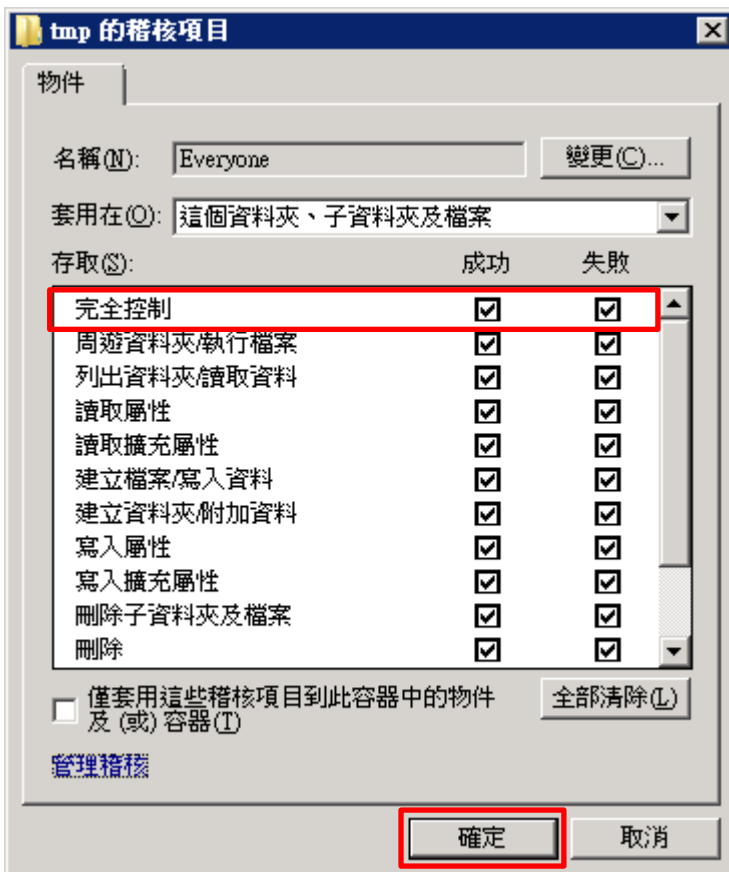 tmp 的稽核項目
物件
名稱(N): Everyone 變更(C)...
套用在(O): 這個資料夾、子資料夾及檔案
存取(S): 成功 失敗
完全控制
周遊資料夾/執行檔案
列出資料夾/讀取資料
讀取屬性
讀取擴充屬性
建立檔案/寫入資料
建立資料夾/附加資料
寫入屬性
寫入擴充屬性
刪除子資料夾及檔案
刪除
僅套用這些稽核項目到此容器中的物件 全部清除(L)
及 (或) 容器(T)
管理稽核
確定 取消